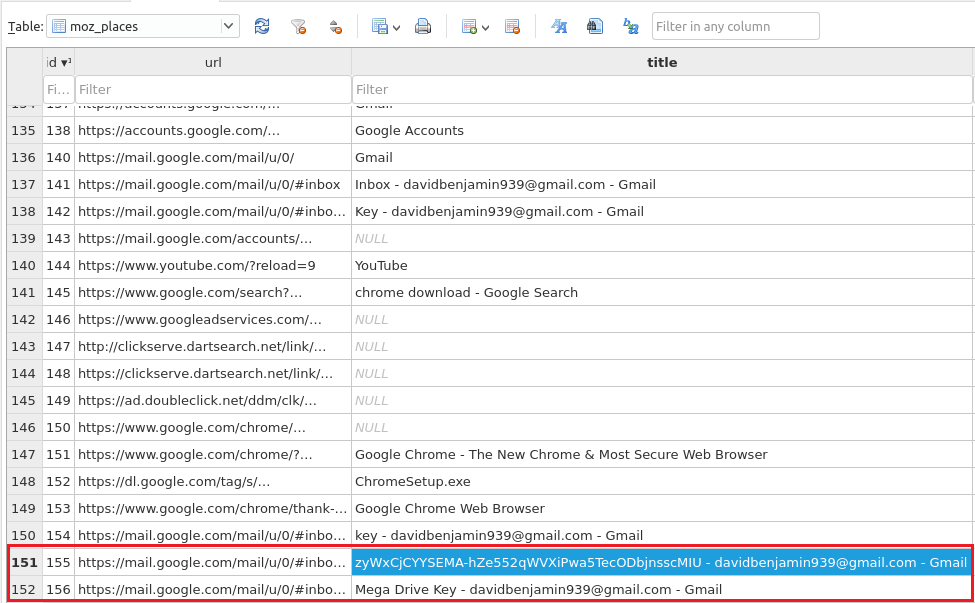 Table: moz_places Filter in any column
id url title
Fi... Filter Filter
135 138 https://accounts.google.com/... Google Accounts
136 140 https://mail.google.com/mail/u/0/ Gmail
137 141 https://mail.google.com/mail/u/0/#inbox Inbox - davidbenjamin939@gmail.com - Gmail
138 142 https://mail.google.com/mail/u/0/#inbo... Key - davidbenjamin939@gmail.com - Gmail
139 143 https://mail.google.com/accounts/... NULL
140 144 https://www.youtube.com/?reload=9 YouTube
141 145 https://www.google.com/search?... chrome download - Google Search
142 146 https://www.googleadservices.com/... NULL
143 147 http://clickserve.dartsearch.net/link/... NULL
144 148 https://clickserve.dartsearch.net/link/... NULL
145 149 https://ad.doubleclick.net/ddm/clk/... NULL
146 150 https://www.google.com/chrome/... NULL
147 151 https://www.google.com/chrome/?... Google Chrome - The New Chrome & Most Secure Web Browser
148 152 https://dl.google.com/tag/s/... ChromeSetup.exe
149 153 https://www.google.com/chrome/thank-... Google Chrome Web Browser
150 154 https://mail.google.com/mail/u/0/#inbo... key - davidbenjamin939@gmail.com - Gmail
151 155 https://mail.google.com/mail/u/0/#inbo... zyWxCjCYYSEMA-hZe552qWVXiPwa5TecODbjnsscMIU - davidbenjamin939@gmail.com - Gmail
152 156 https://mail.google.com/mail/u/0/#inbo... Mega Drive Key - davidbenjamin939@gmail.com - Gmail